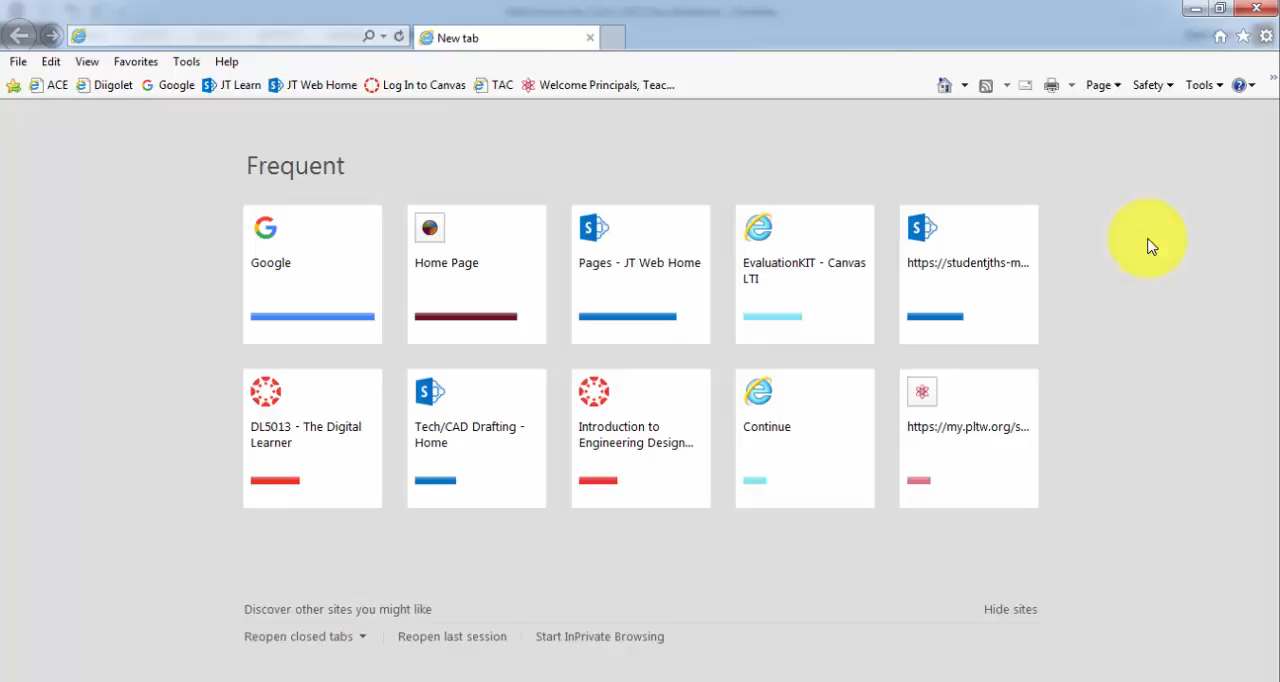 New tab
File Edit View Favorites Tools Help
ACE Diigolet Google JT Learn JT Web Home Log In to Canvas TAC Welcome Principals, Teac... Page Safety Tools
Frequent
Google
Home Page
Pages - JT Web Home
EvaluationKIT - Canvas
LTI
https://studentjths-m...
DL5013 - The Digital
Learner
Tech/CAD Drafting -
Home
Introduction to
Engineering Design...
Continue
https://my.pltw.org/s...
Discover other sites you might like Hide sites
Reopen closed tabs Reopen last session Start InPrivate Browsing